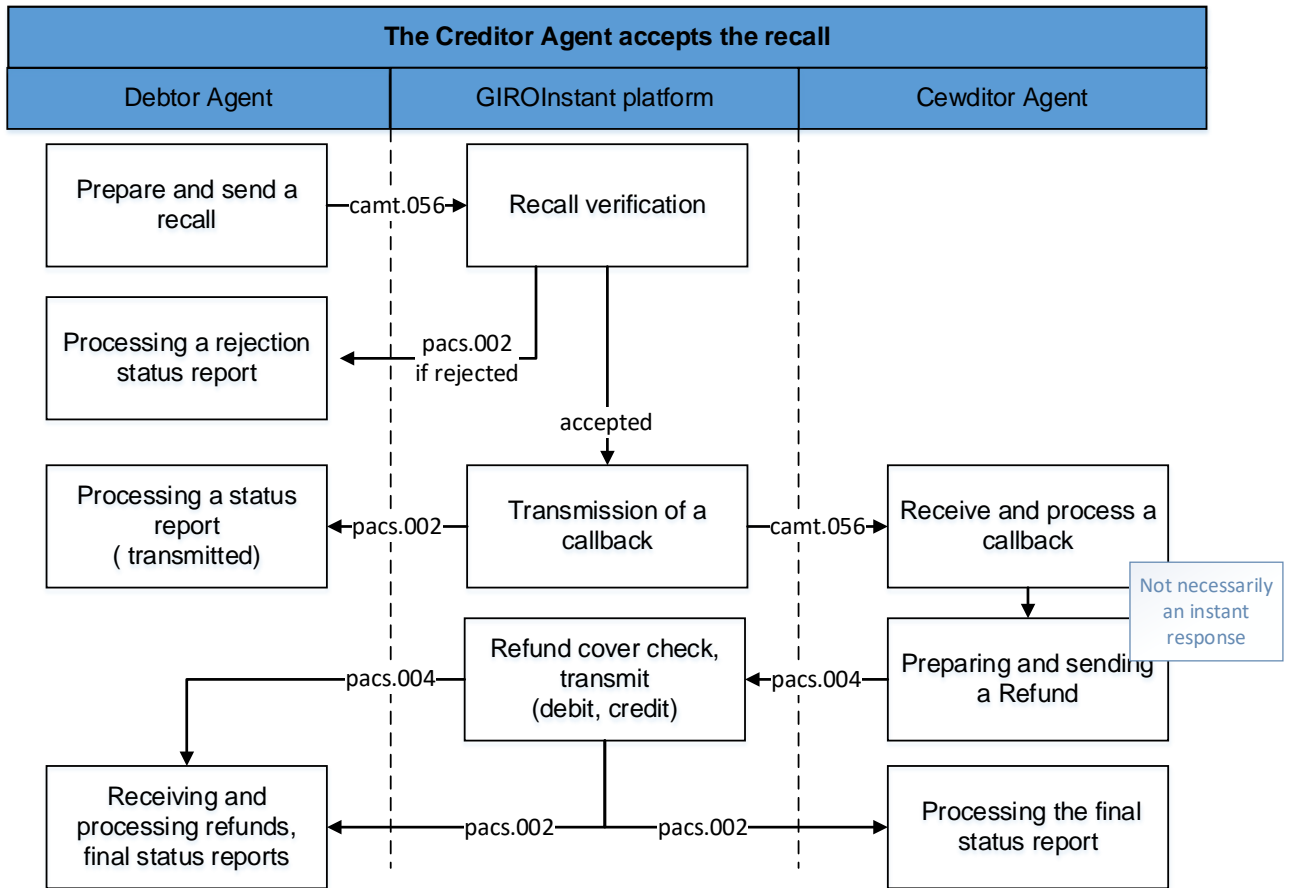 The Creditor Agent accepts the recall
Debtor Agent
GIROInstant platform
Cewditor Agent
Prepare and send a
recall
camt.056
Recall verification
Processing a rejection
status report
pacs.002
if rejected
accepted
Processing a status
report
( transmitted)
pacs.002
Transmission of a
callback
camt.056
Receive and process a
callback
Not necessarily
an instant
response
Refund cover check,
transmit
(debit, credit)
pacs.004
pacs.004
Preparing and sending
a Refund
Receiving and
processing refunds,
final status reports
pacs.002
pacs.002
Processing the final
status report